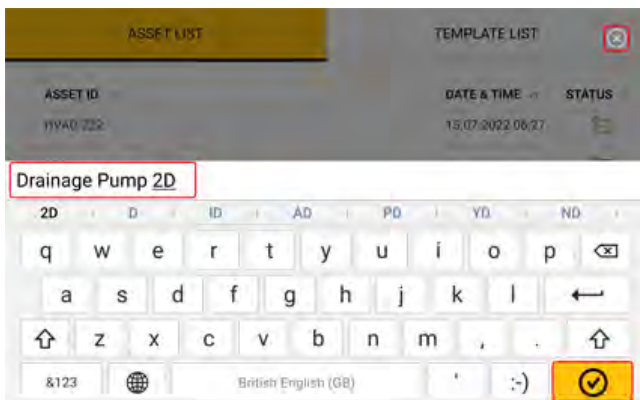 ASSET LIST TEMPLATE LIST
ASSET ID DATE & TIME STATUS
15.07.2022 06:27
Drainage Pump 2D
2D D ID AD PD YD ND
q w e r t y u i o p
a s d f g h j k l
z x c v b n m , .
&123 British English (GB) ' :-)